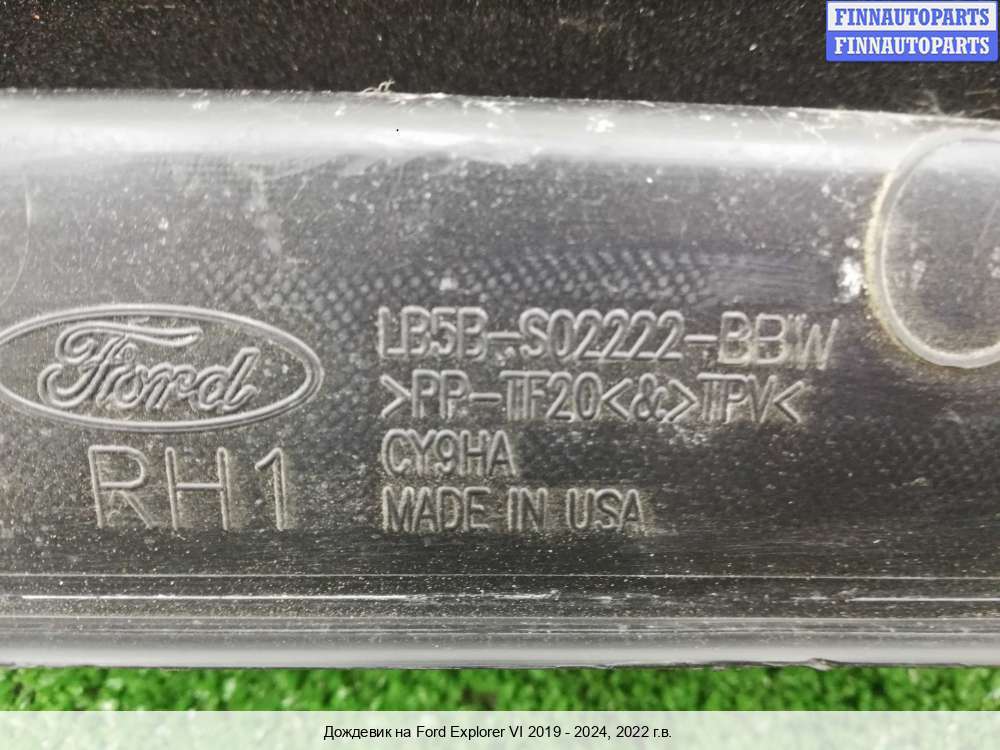 FINNAUTOPARTS
FINNAUTOPARTS
Ford
LB5B-S02222-BBW
>PP-TF20<&>TPV<
RH1
CY9HA
MADE IN USA
Дождевик на Ford Explorer VI 2019 - 2024, 2022 г.в.